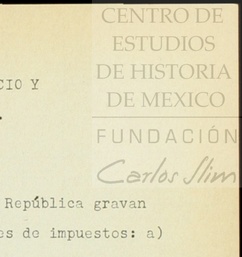 CENTRO DE
ESTUDIOS
DE HISTORIA
CIO Y
DE MEXICO
FUNDACIÓN
Carlos Slim
República gravan
es de impuestos: a)